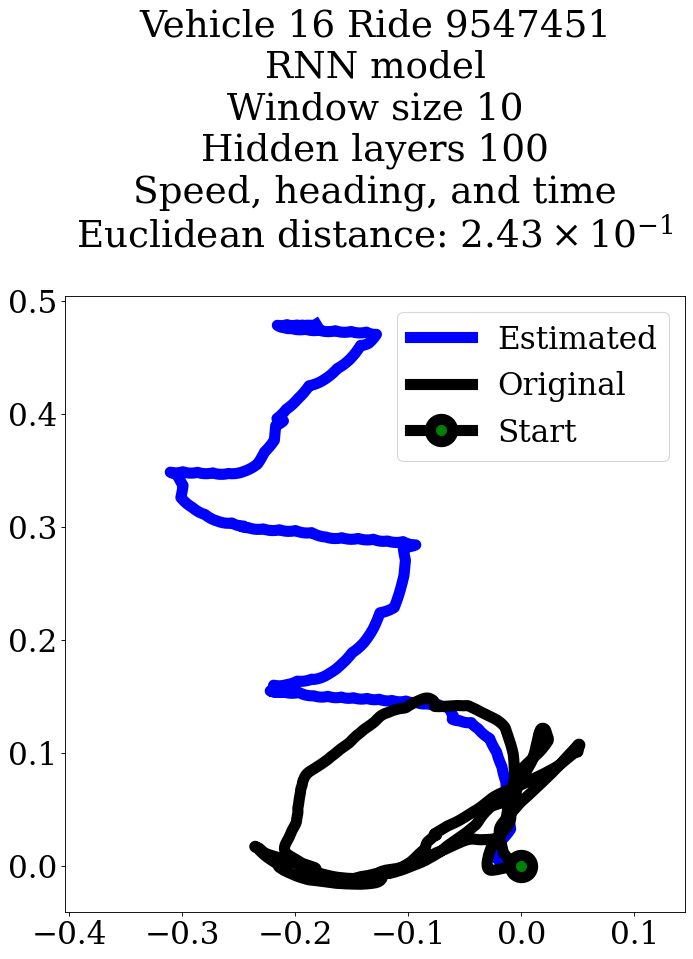 Vehicle 16 Ride 9547451
RNN model
Window size 10
Hidden layers 100
Speed, heading, and time
Euclidean distance: 2.43 × 10⁻¹
0.5
Estimated
Original
0.4
Start
0.3
0.2
0.1
0.0
−0.4 −0.3 −0.2 −0.1 0.0 0.1